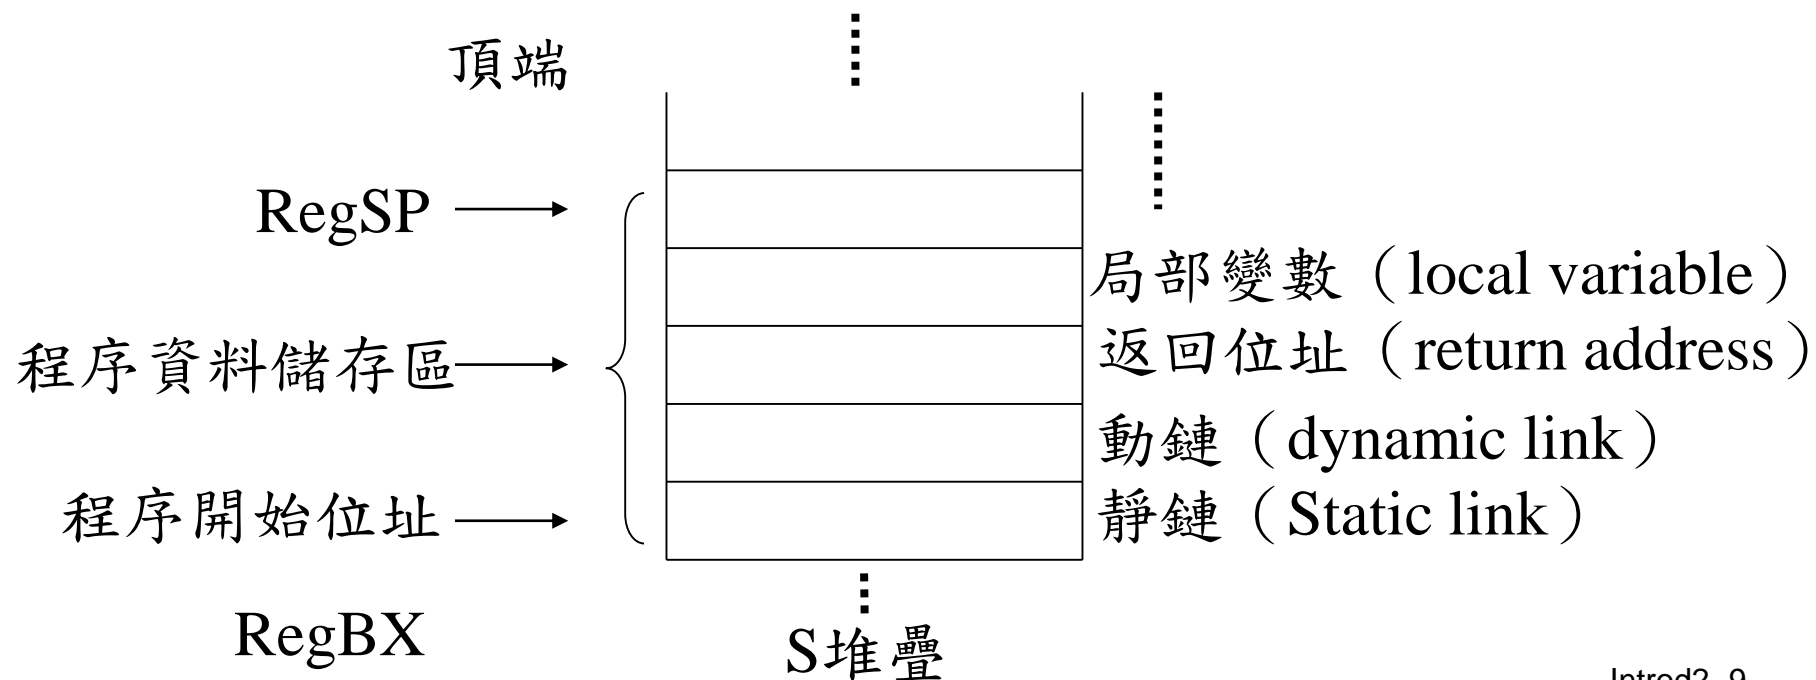 頂端
RegSP
局部變數（local variable）
程序資料儲存區
返回位址（return address）
動鏈（dynamic link）
程序開始位址
靜鏈（Static link）
RegBX
S堆疊